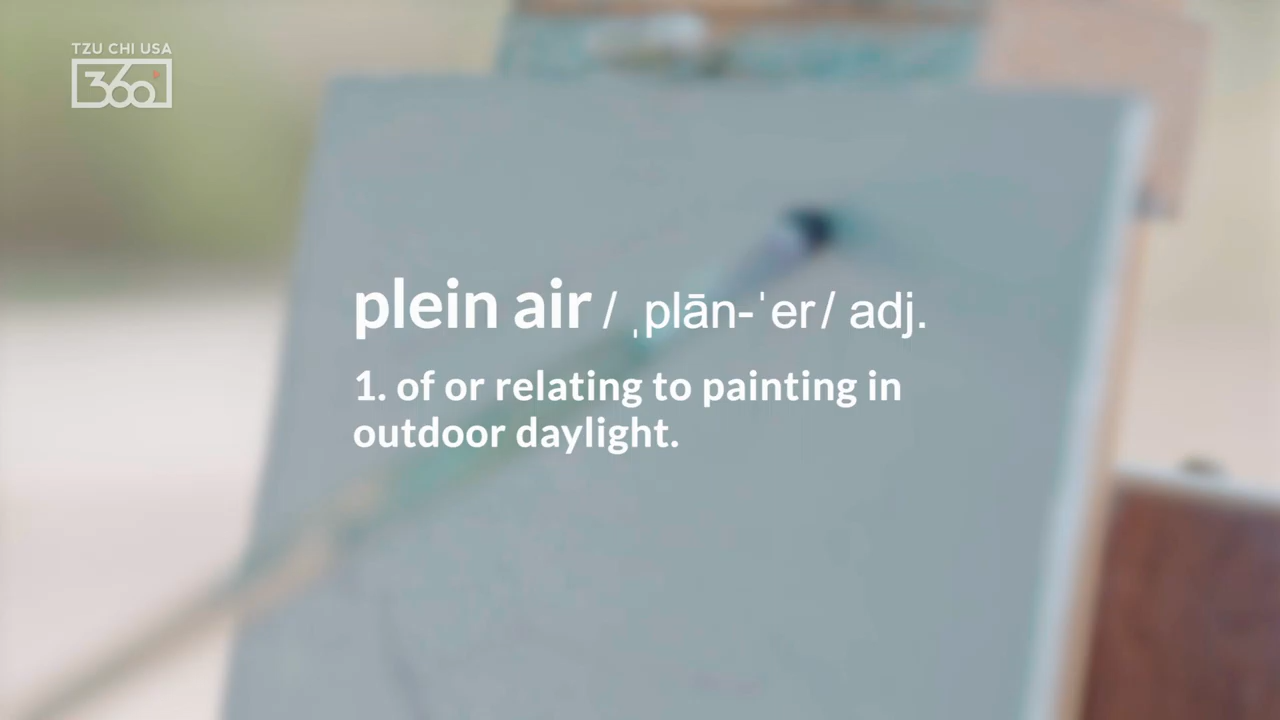 TZU CHI USA
360°
plein air / ˌplān-ˈer/ adj.
1. of or relating to painting in
outdoor daylight.